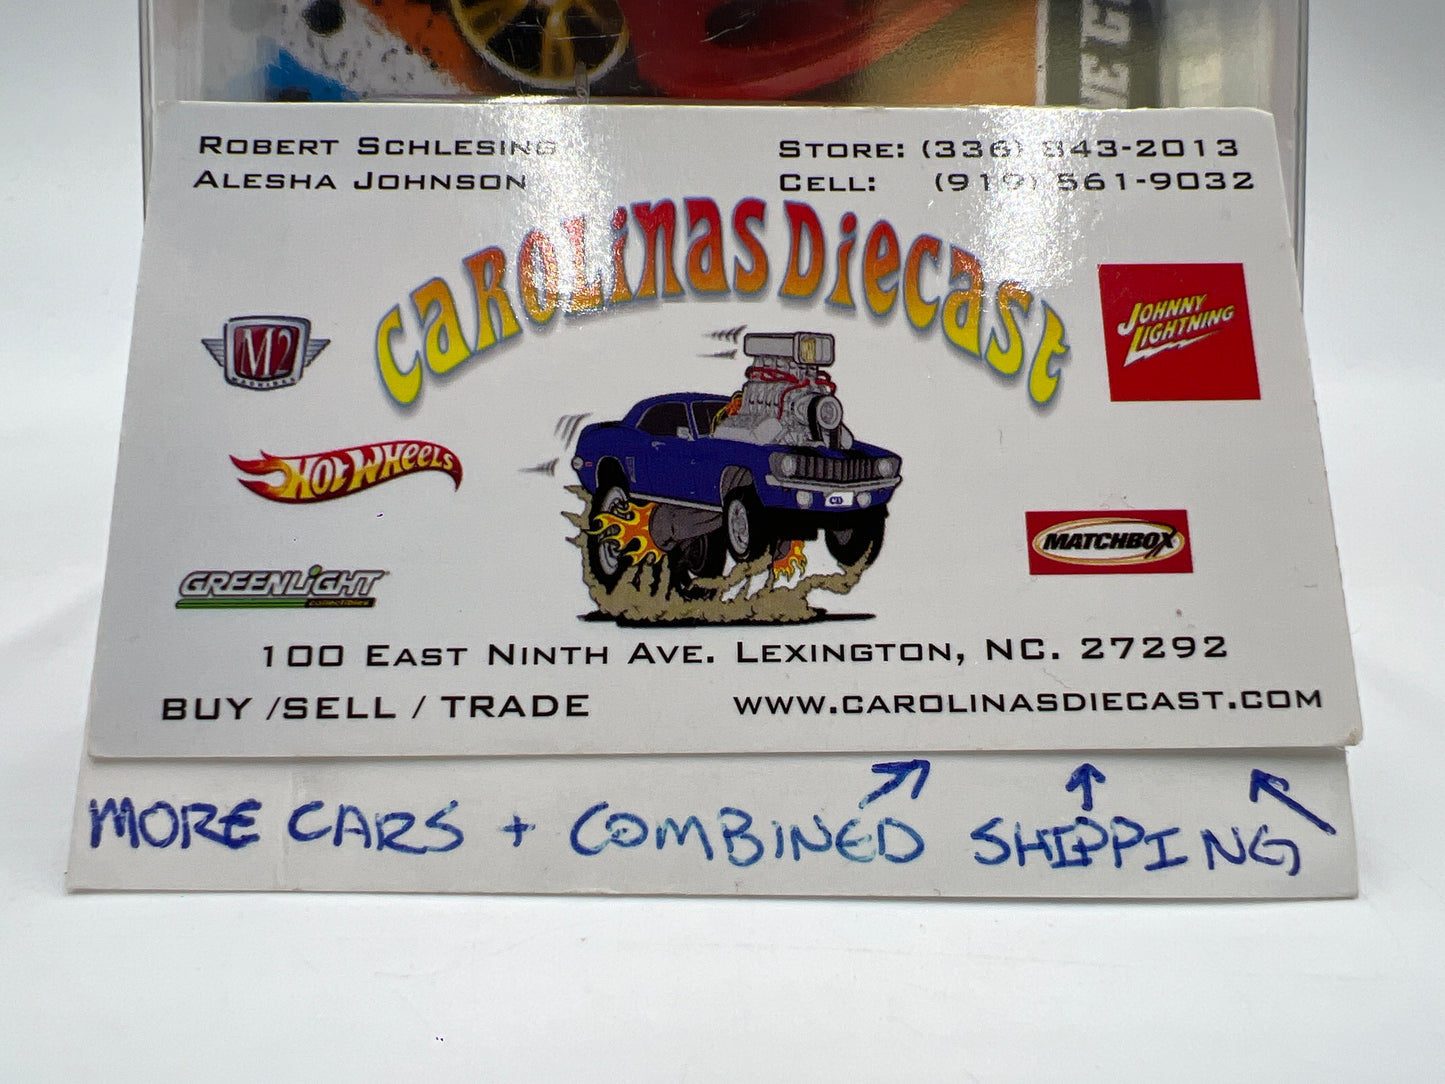 ROBERT SCHLESING
ALESHA JOHNSON
STORE: (336) 843-2013
CELL: (919) 561-9032
CAROLINAS DIECAST
M2
MACHINES
JOHNNY
LIGHTNING
HOT WHEELS
MATCHBOX
GREENLIGHT
collectibles
100 EAST NINTH AVE. LEXINGTON, NC. 27292
BUY /SELL / TRADE
WWW.CAROLINASDIECAST.COM
MORE CARS + COMBINED SHIPPING